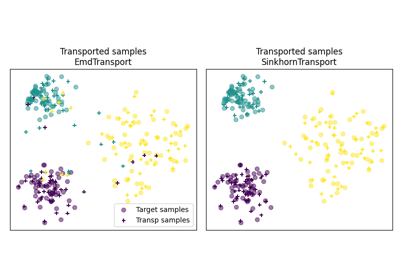 Transported samples
EmdTransport
Transported samples
SinkhornTransport
Target samples
Transp samples